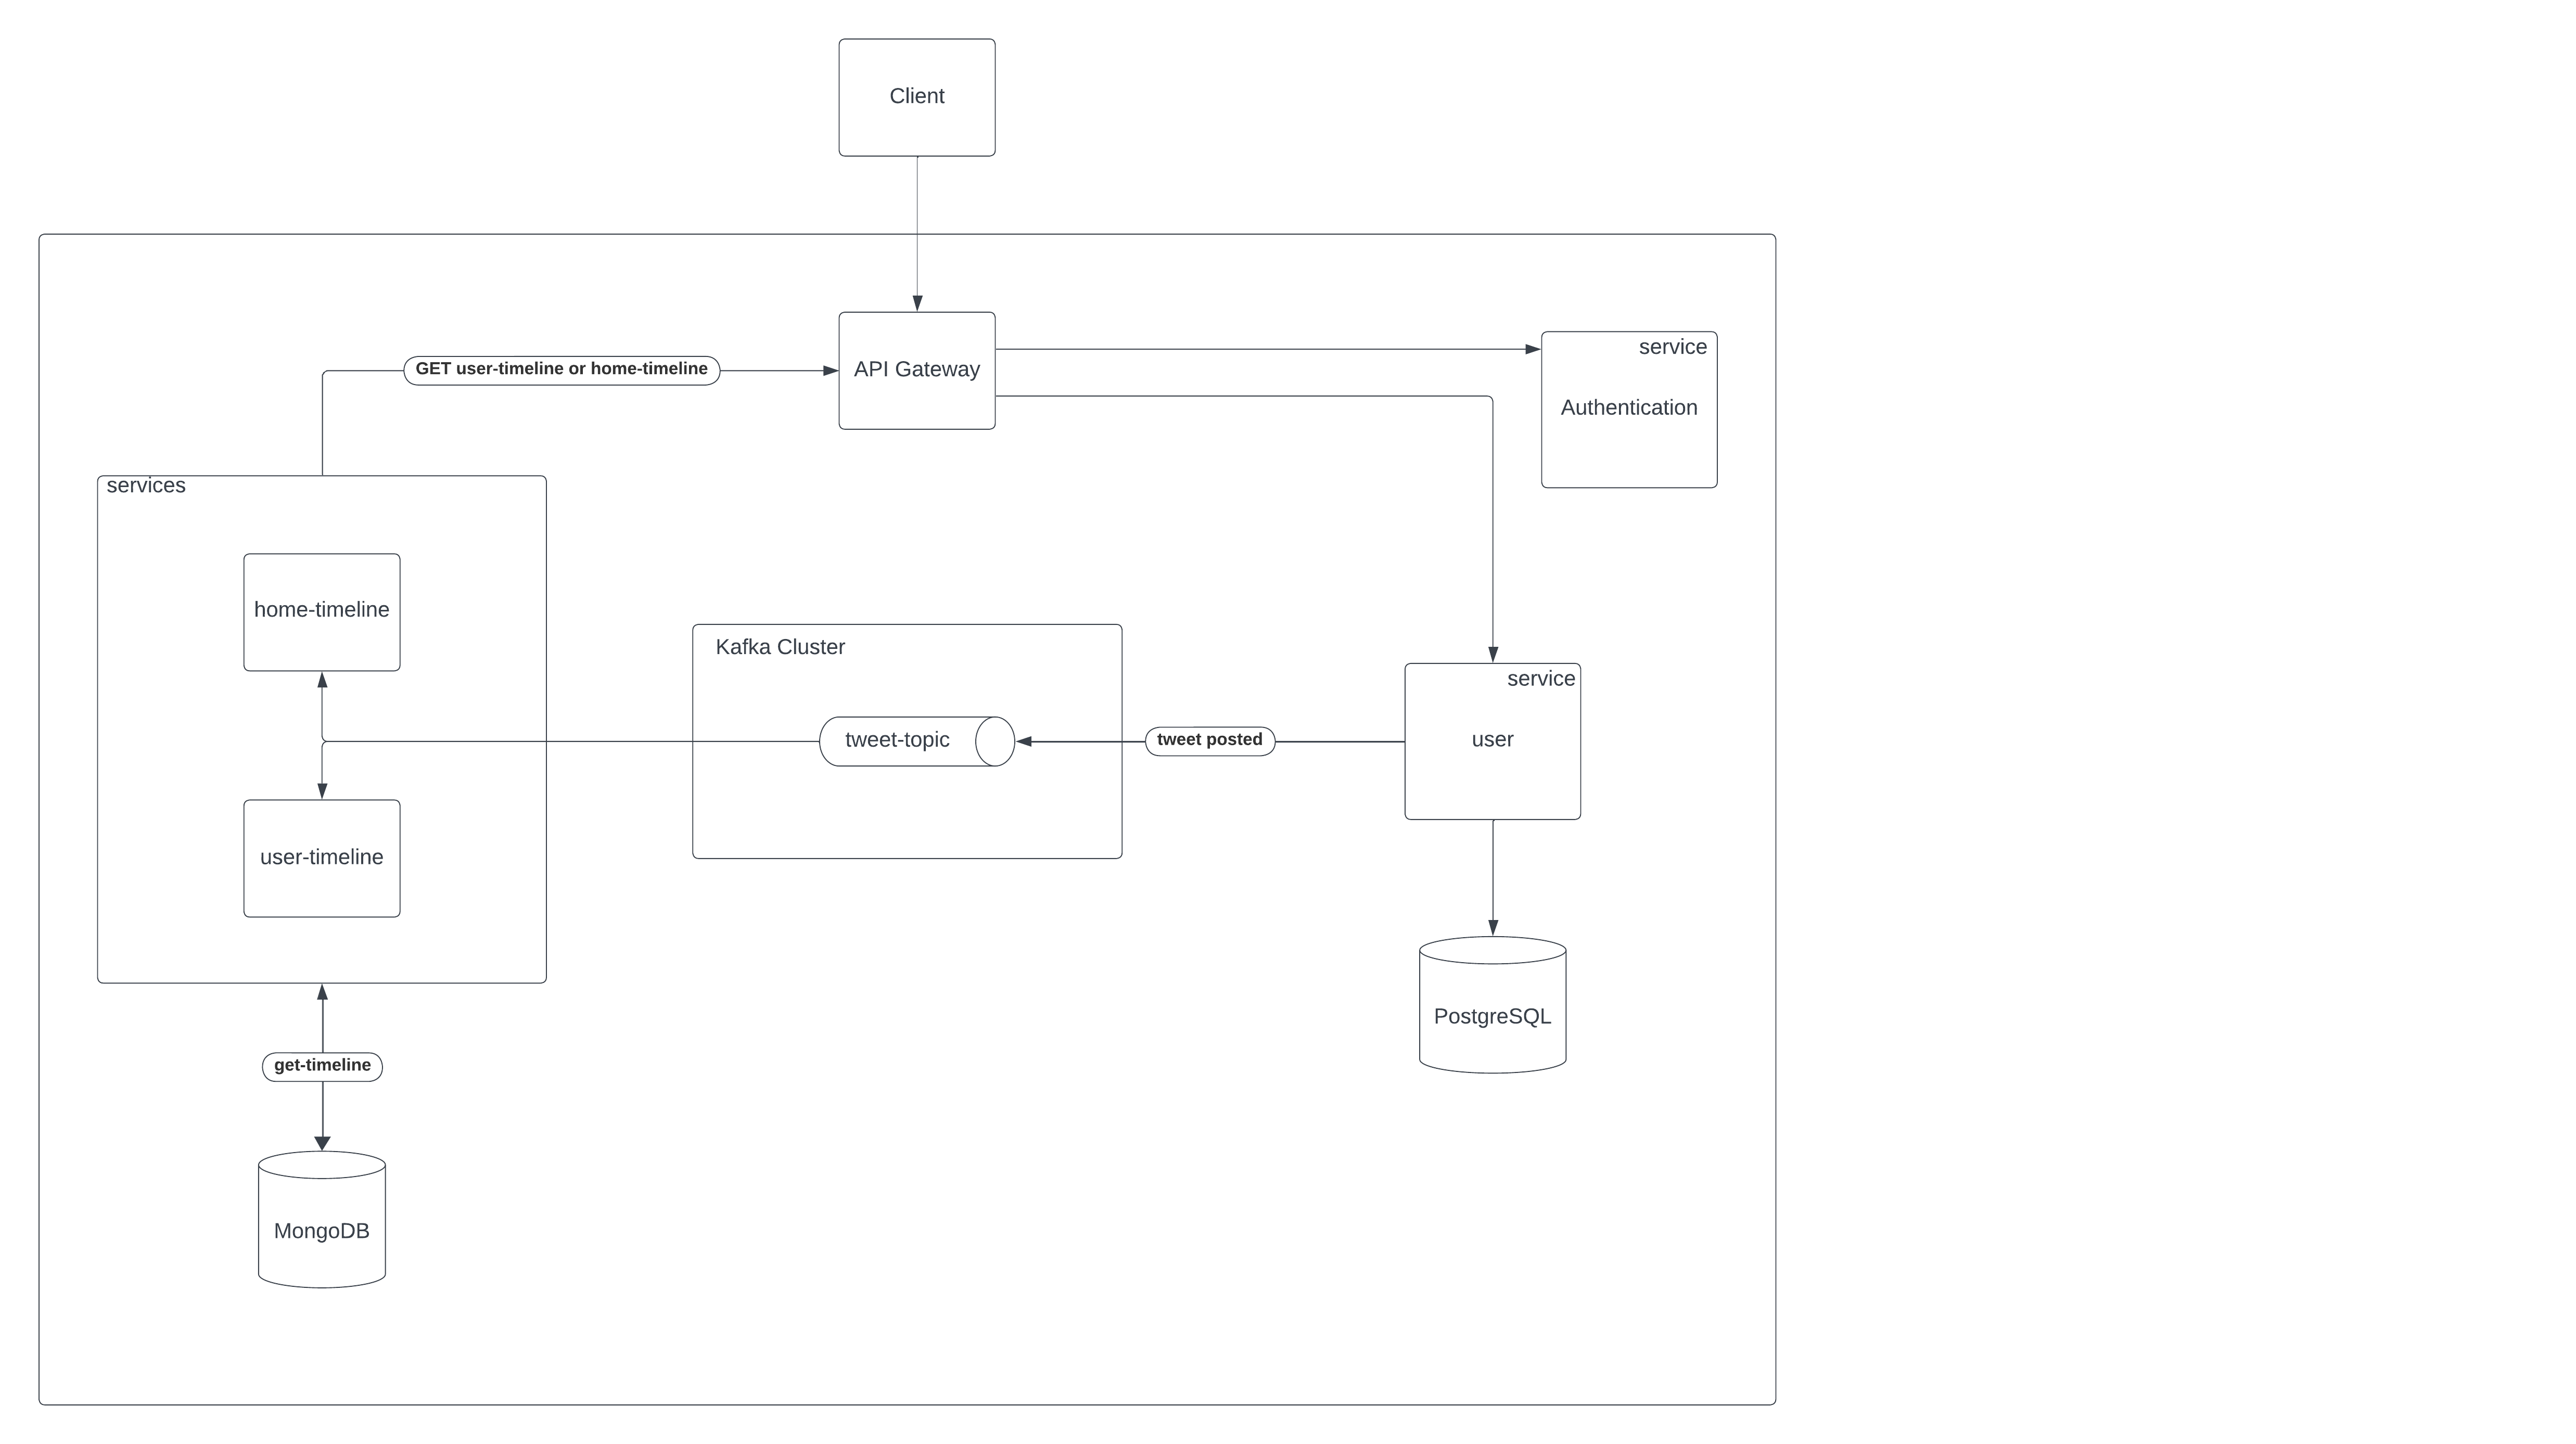 Client
API Gateway
GET user-timeline or home-timeline
service
Authentication
services
home-timeline
user-timeline
Kafka Cluster
tweet-topic
tweet posted
service
user
PostgreSQL
get-timeline
MongoDB